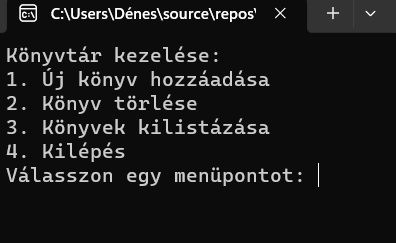 C:\Users\Dénes\source\repos\
Könyvtár kezelése:
1. Új könyv hozzáadása
2. Könyv törlése
3. Könyvek kilistázása
4. Kilépés
Válasszon egy menüpontot: